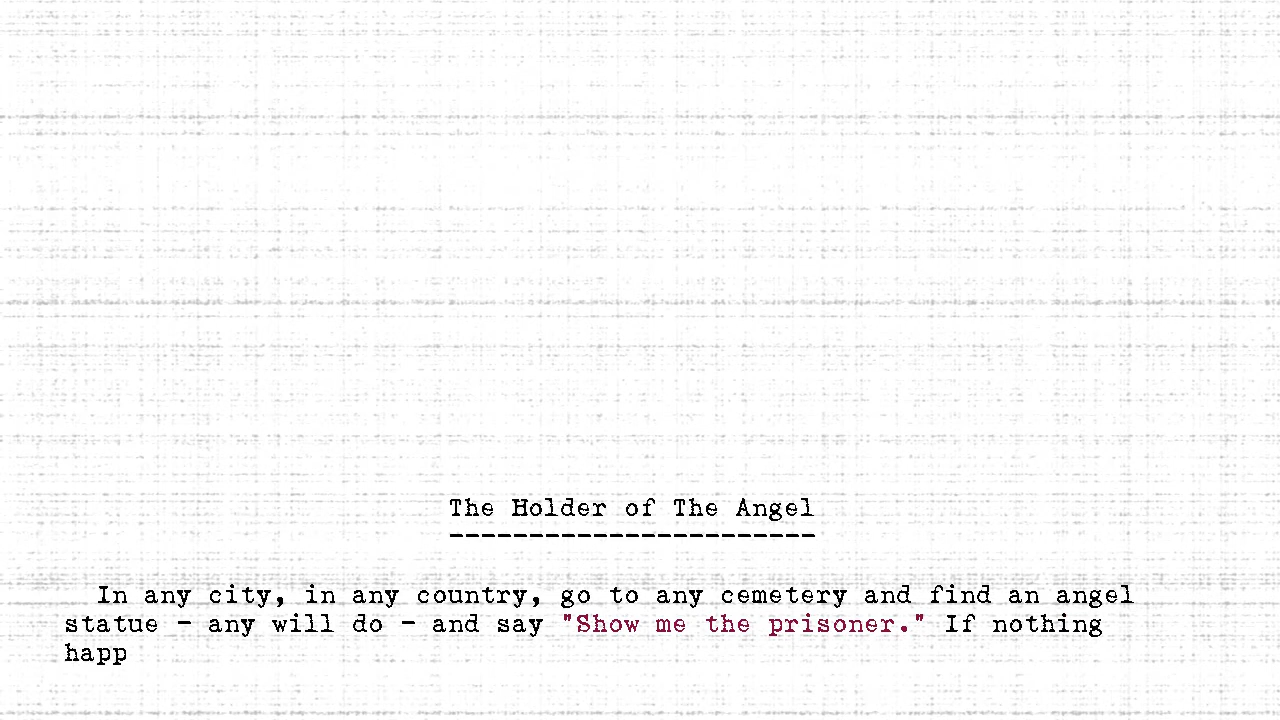 The Holder of The Angel
-----------------------
In any city, in any country, go to any cemetery and find an angel
statue - any will do - and say "Show me the prisoner." If nothing
happ